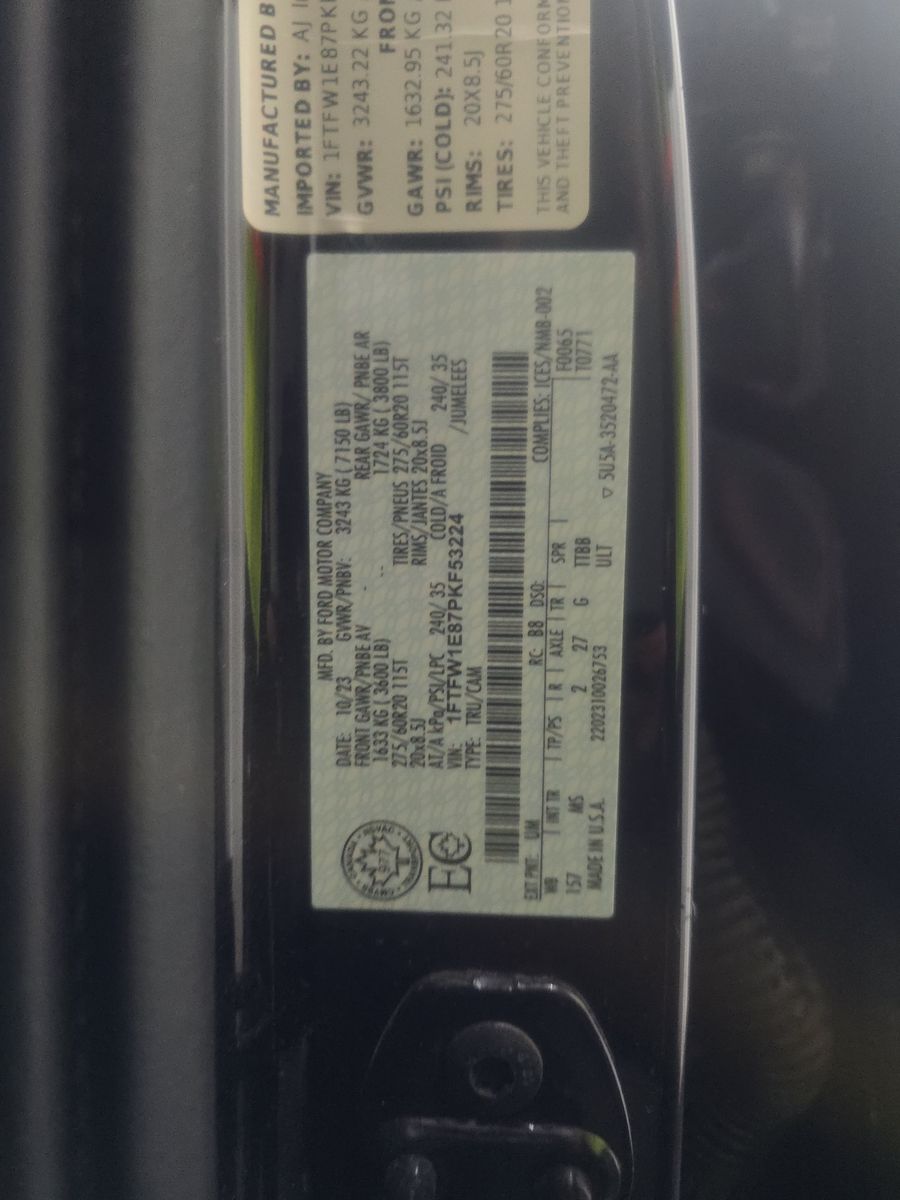 MANUFACTURED B
IMPORTED BY: AJ
VIN: 1FTFW1E87PK
GVWR: 3243.22 KG
FRON
GAWR: 1632.95 KG
PSI (COLD): 241.32
RIMS: 20X8.5J
TIRES: 275/60R20 1
THIS VEHICLE CONFORM
AND THEFT PREVENTION
MFD. BY FORD MOTOR COMPANY
DATE: 10/23 GVWR/PNBV: 3243 KG ( 7150 LB)
FRONT GAWR/PNBE AV REAR GAWR/ PNBE AR
1633 KG ( 3600 LB) 1724 KG ( 3800 LB)
275/60R20 115T TIRES/PNEUS 275/60R20 115T
20x8.5J RIMS/JANTES 20x8.5J
AT/A kPa/PSI/LPC 240/ 35 COLD/A FROID 240/ 35
VIN: 1FTFW1E87PKF53224 /JUMELEES
TYPE: TRU/CAM
EC
EXT PNT: UM RC: B8 DSO: COMPLIES: ICES/NMB-002
WB | INT TR | TP/PS | R | AXLE | TR | SPR | F0065
157 MS 2 27 G TTBB T0771
MADE IN U.S.A. 2202310026753 ULT ▽ 5U5A-3520472-AA